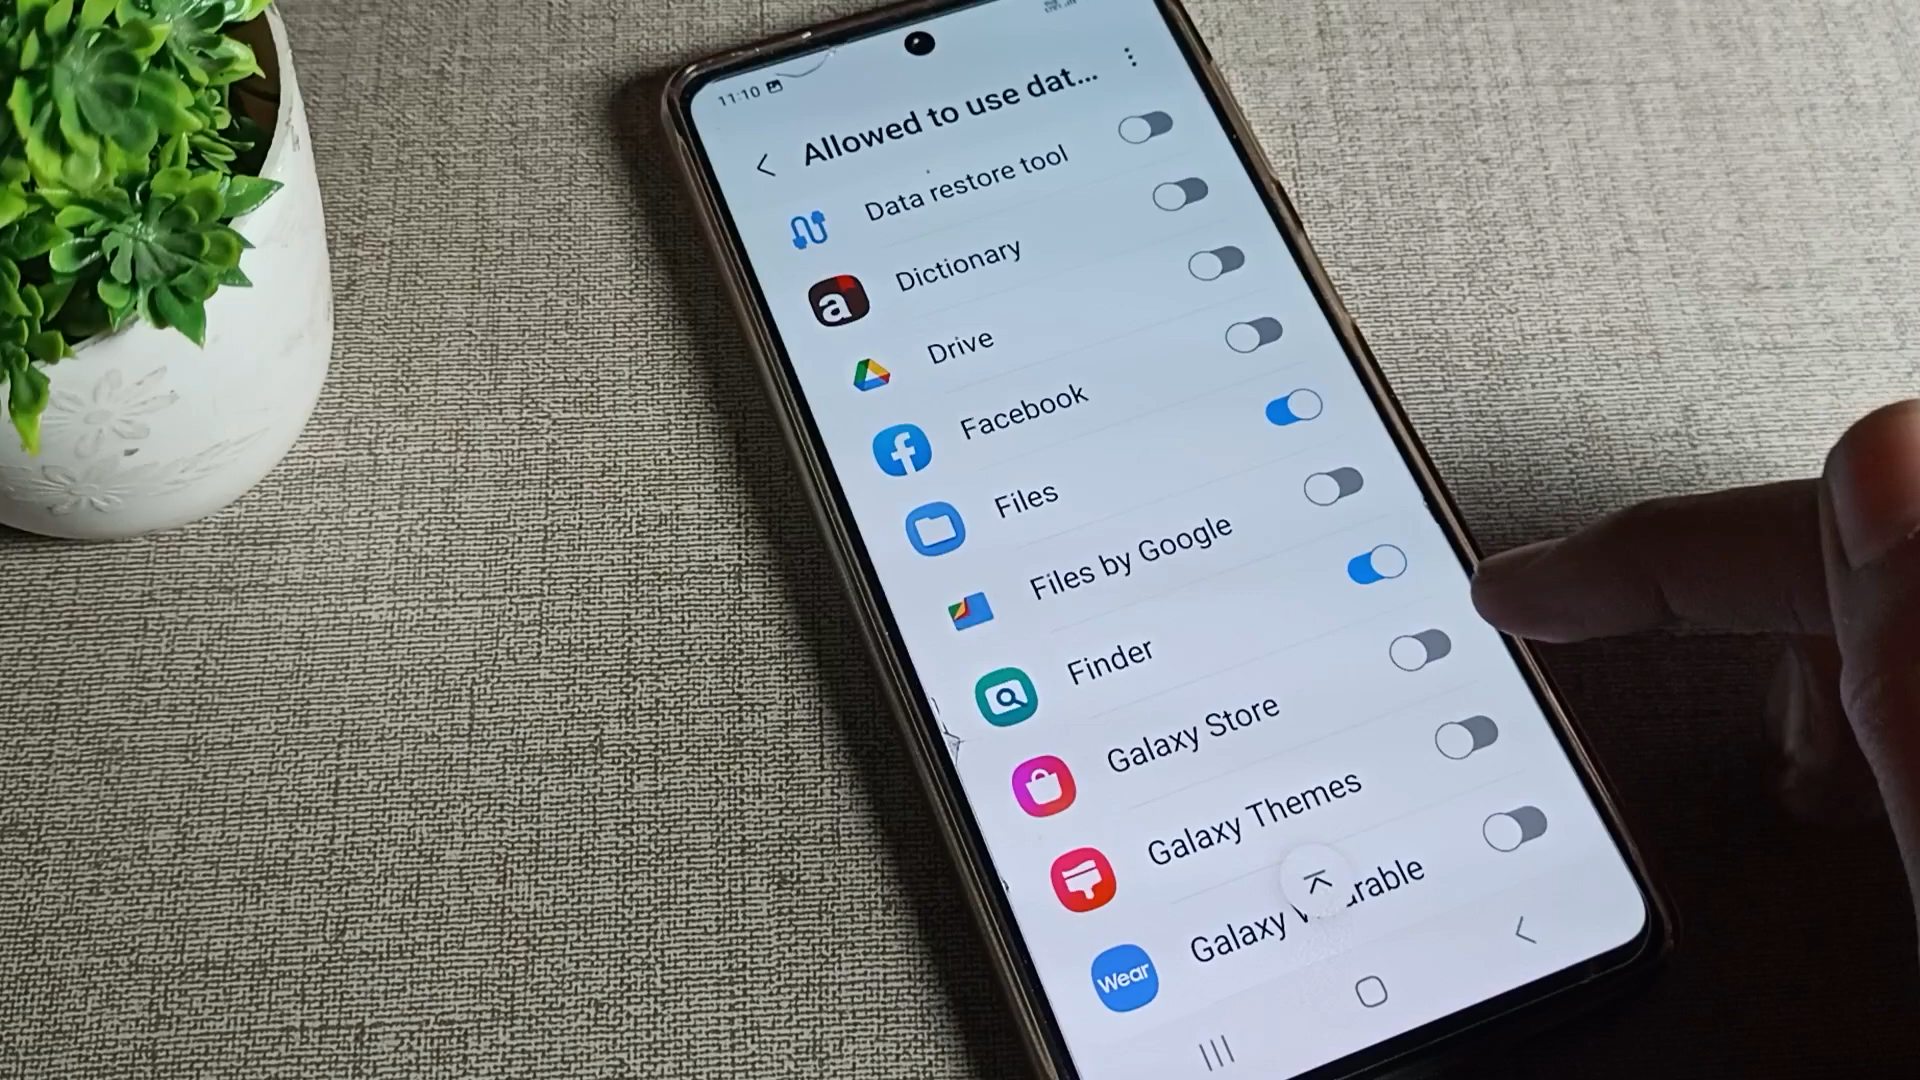 11:10
Allowed to use dat...
Data restore tool
a
Dictionary
Drive
Facebook
Files
Files by Google
Finder
Galaxy Store
Galaxy Themes
Wear
Galaxy